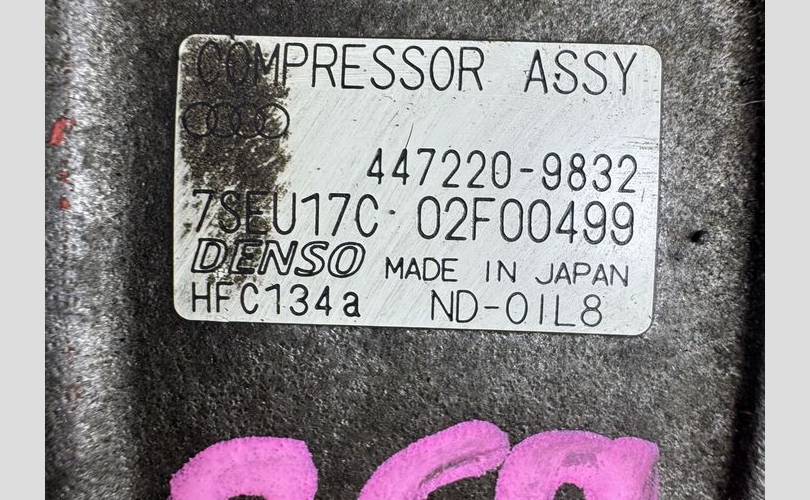 COMPRESSOR ASSY
447220-9832
7SEU17C 02F00499
DENSO MADE IN JAPAN
HFC134a ND-OIL8